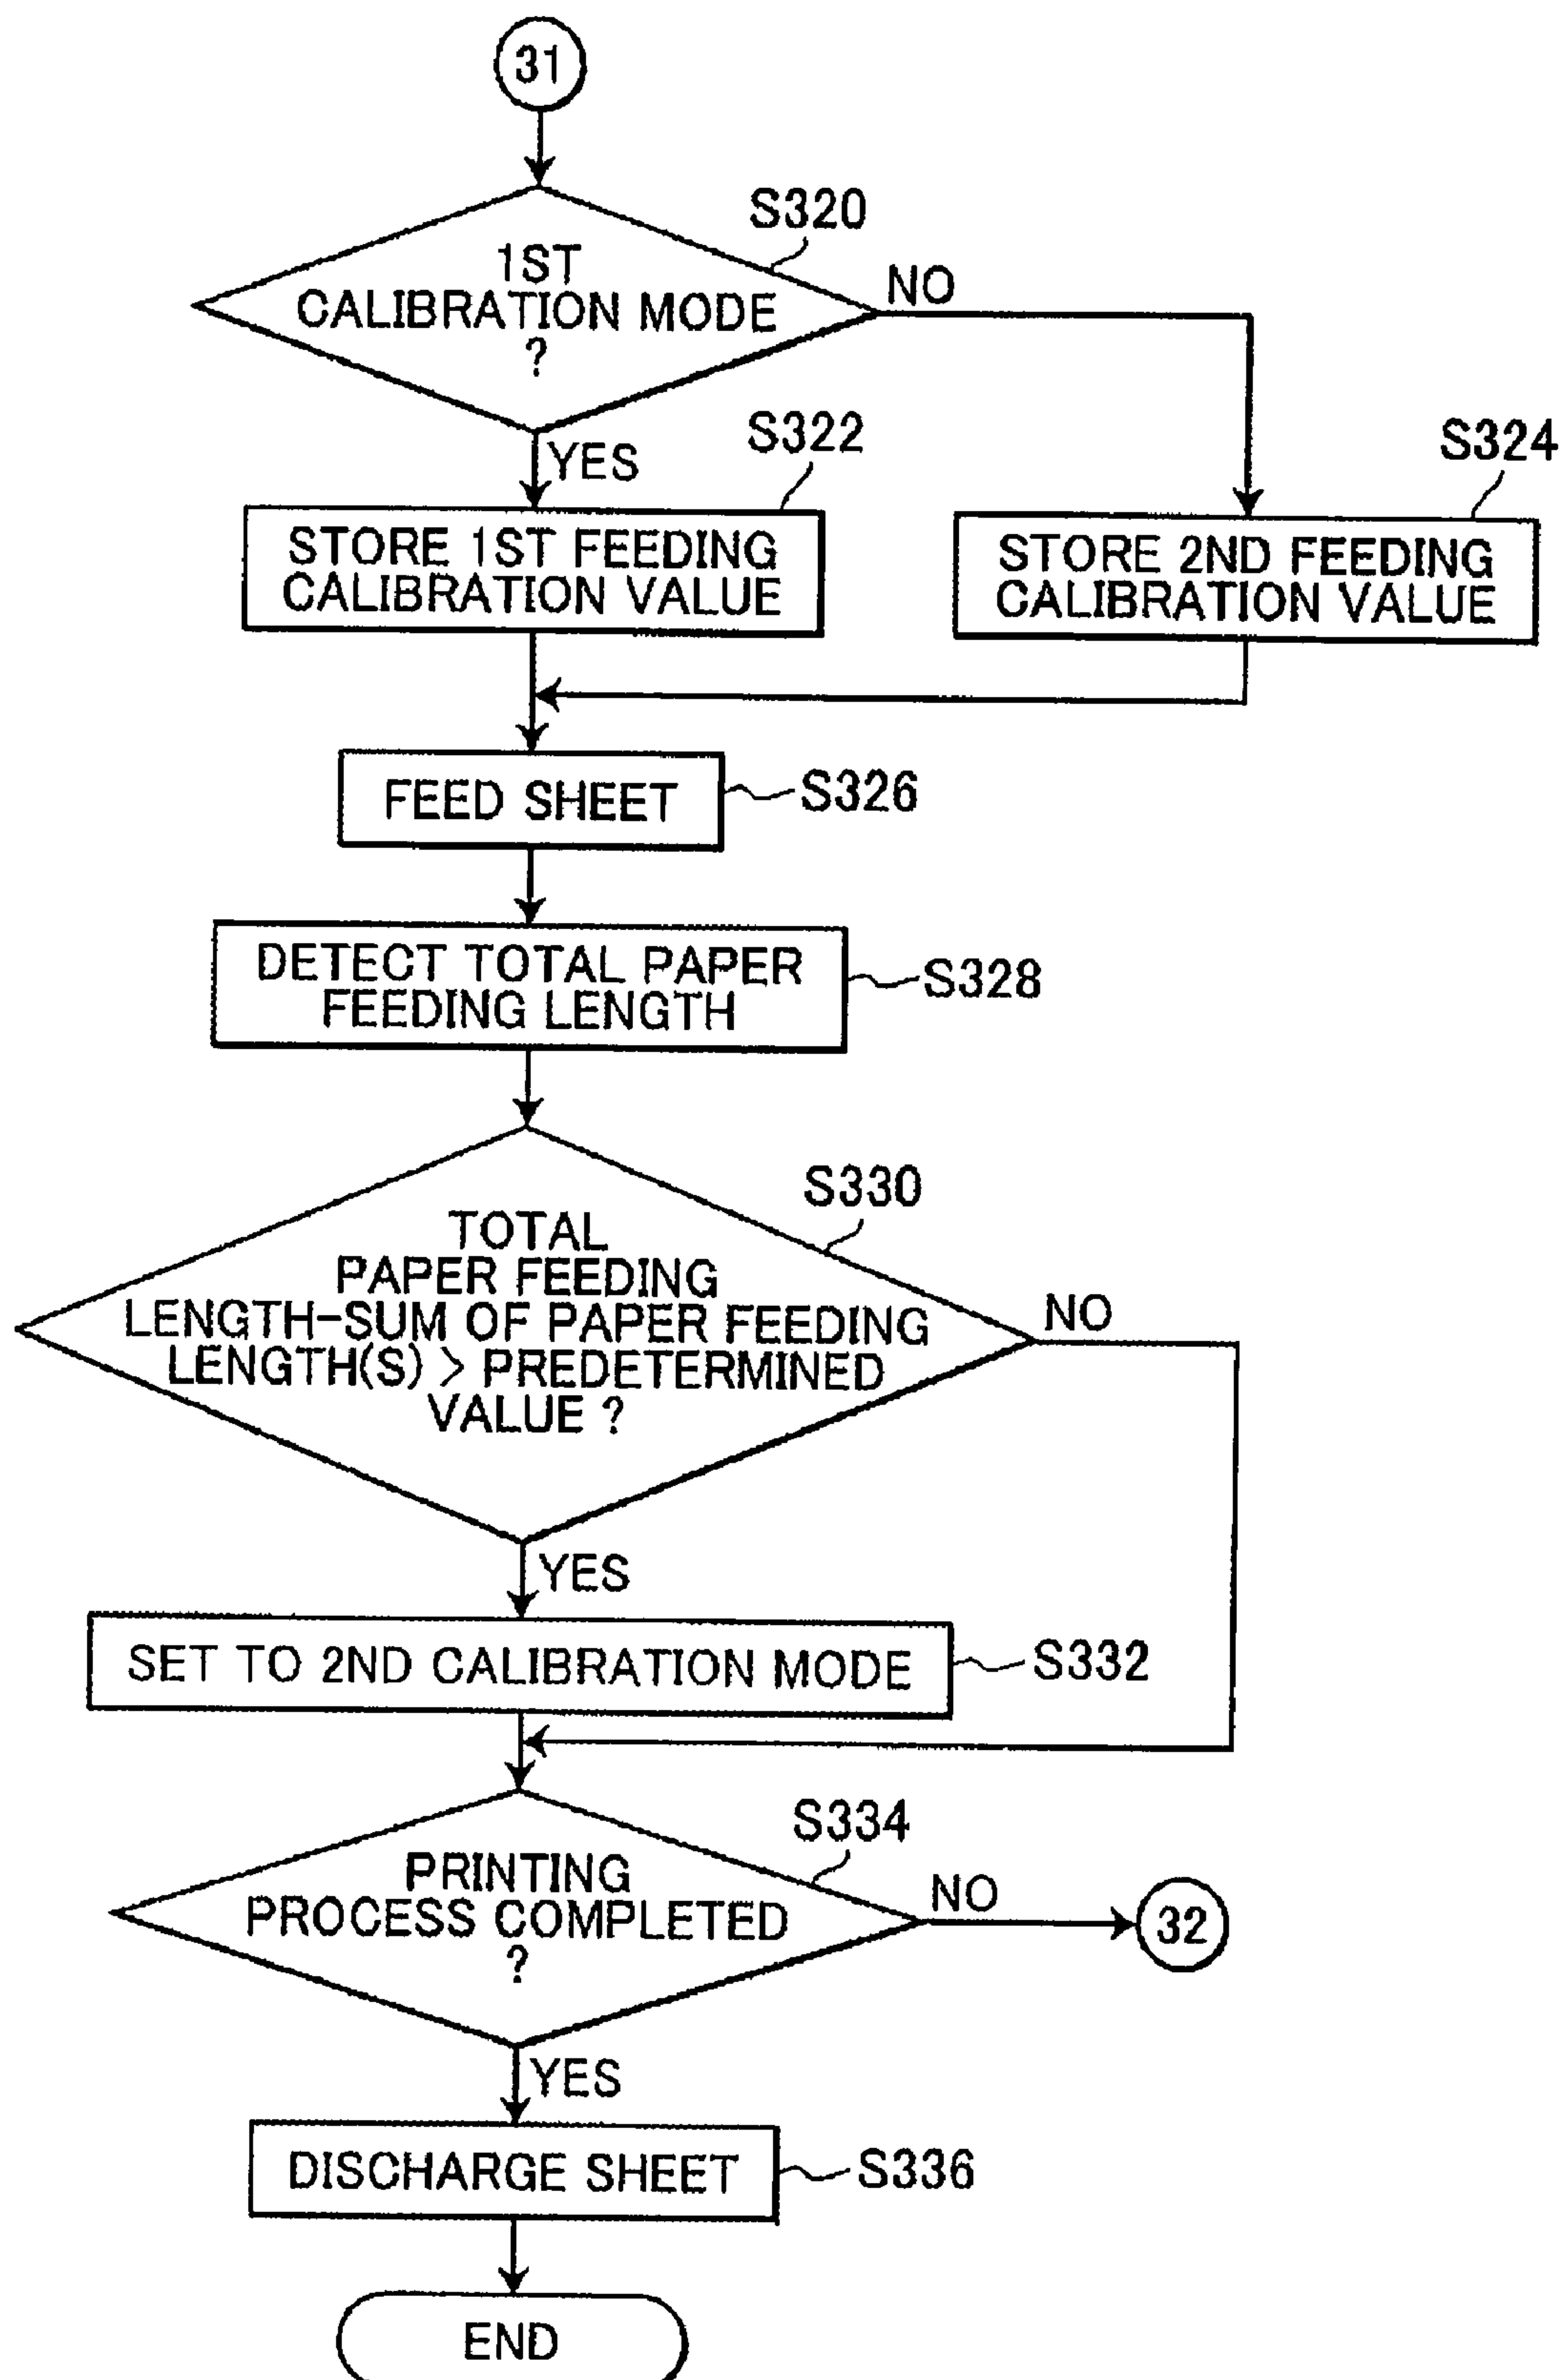 31
S320
1ST
CALIBRATION MODE
?
NO
YES
S322
STORE 1ST FEEDING
CALIBRATION VALUE
S324
STORE 2ND FEEDING
CALIBRATION VALUE
FEED SHEET
S326
DETECT TOTAL PAPER
FEEDING LENGTH
S328
S330
TOTAL
PAPER FEEDING
LENGTH-SUM OF PAPER FEEDING
LENGTH(S) > PREDETERMINED
VALUE ?
NO
YES
SET TO 2ND CALIBRATION MODE
S332
S334
PRINTING
PROCESS COMPLETED
?
NO
32
YES
DISCHARGE SHEET
S336
END